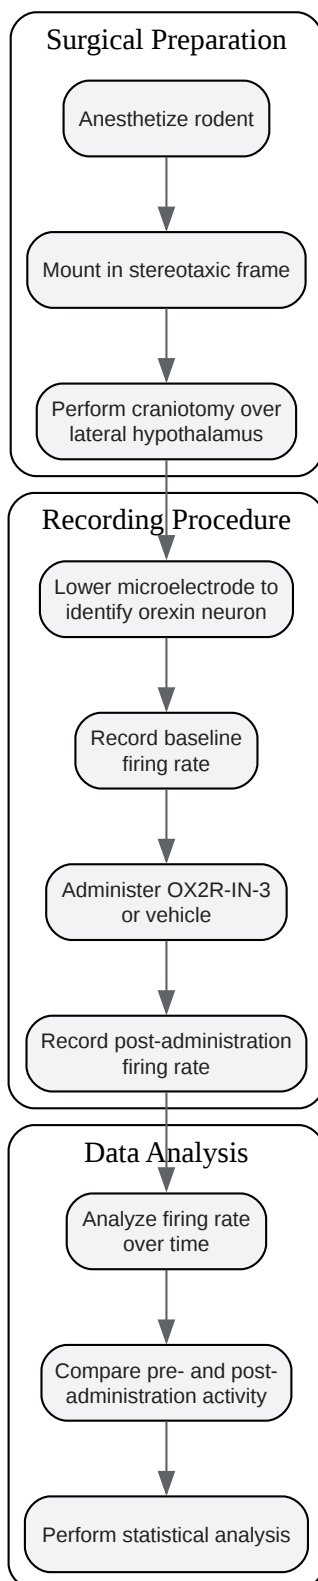 Surgical Preparation
Anesthetize rodent
Mount in stereotaxic frame
Perform craniotomy over
lateral hypothalamus
Recording Procedure
Lower microelectrode to
identify orexin neuron
Record baseline
firing rate
Administer OX2R-IN-3
or vehicle
Record post-administration
firing rate
Data Analysis
Analyze firing rate
over time
Compare pre- and post-
administration activity
Perform statistical analysis